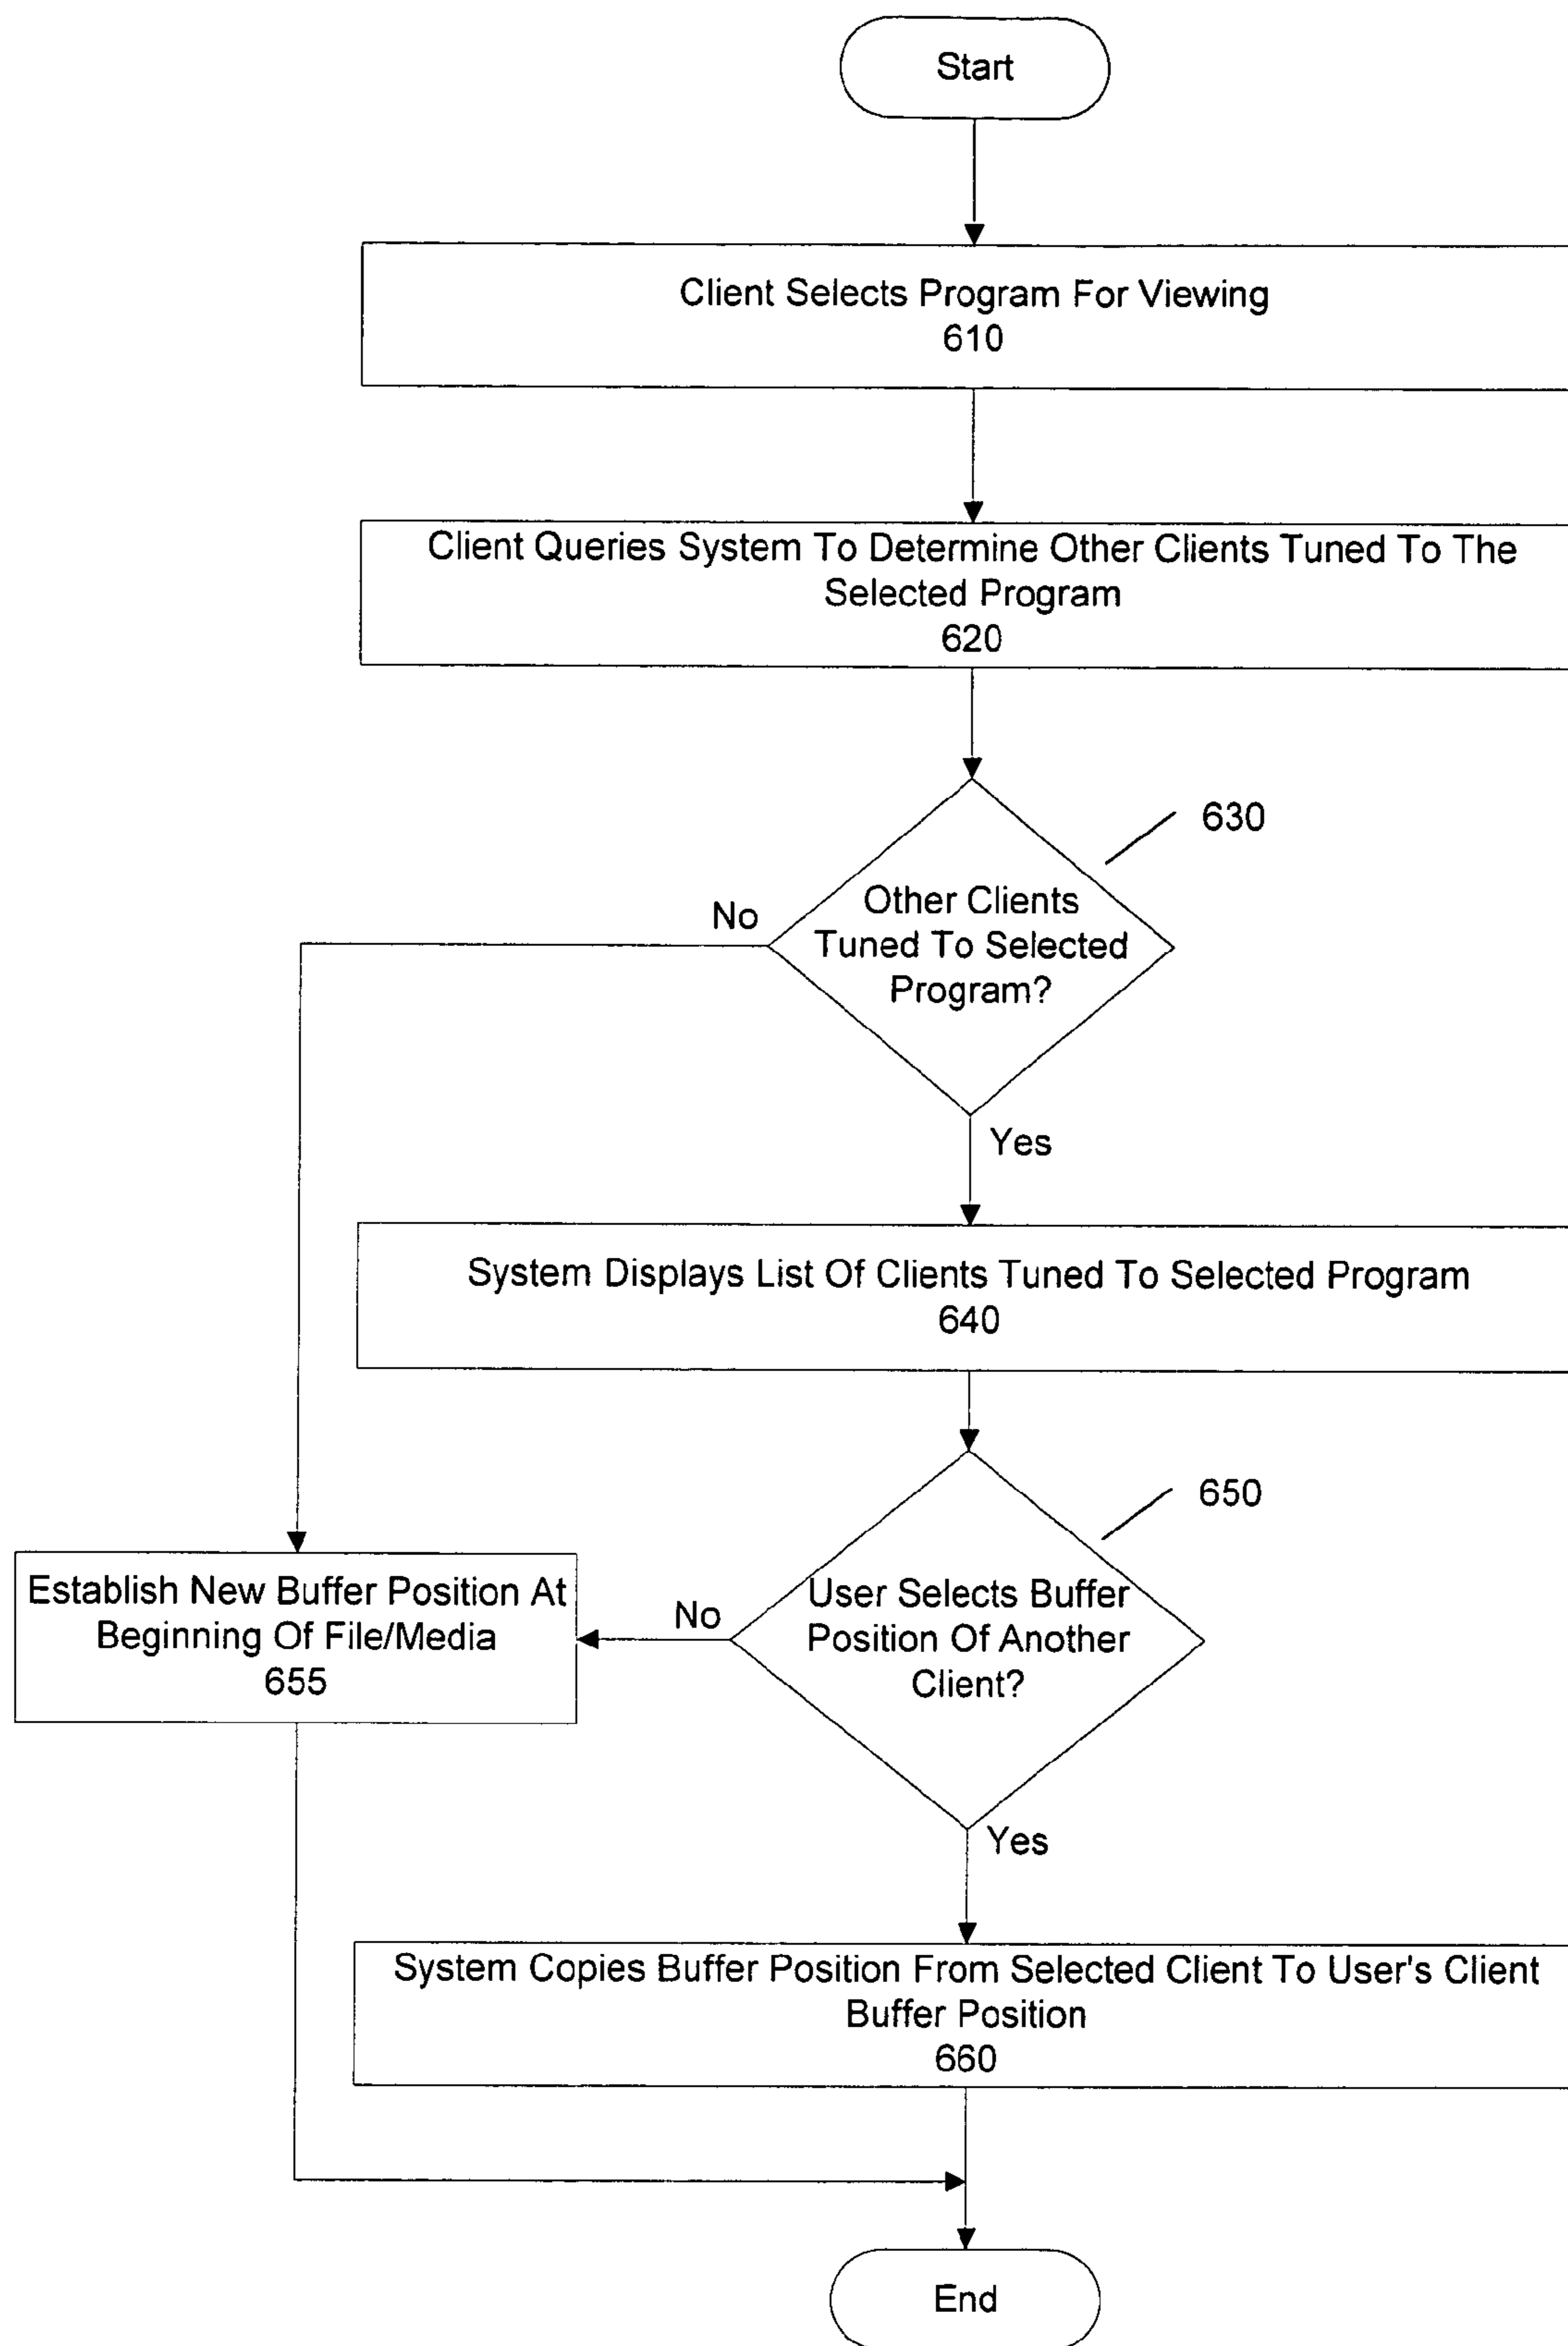 Start
Client Selects Program For Viewing
610
Client Queries System To Determine Other Clients Tuned To The
Selected Program
620
630
Other Clients
Tuned To Selected
Program?
No
Yes
System Displays List Of Clients Tuned To Selected Program
640
650
User Selects Buffer
Position Of Another
Client?
No
Establish New Buffer Position At
Beginning Of File/Media
655
Yes
System Copies Buffer Position From Selected Client To User's Client
Buffer Position
660
End